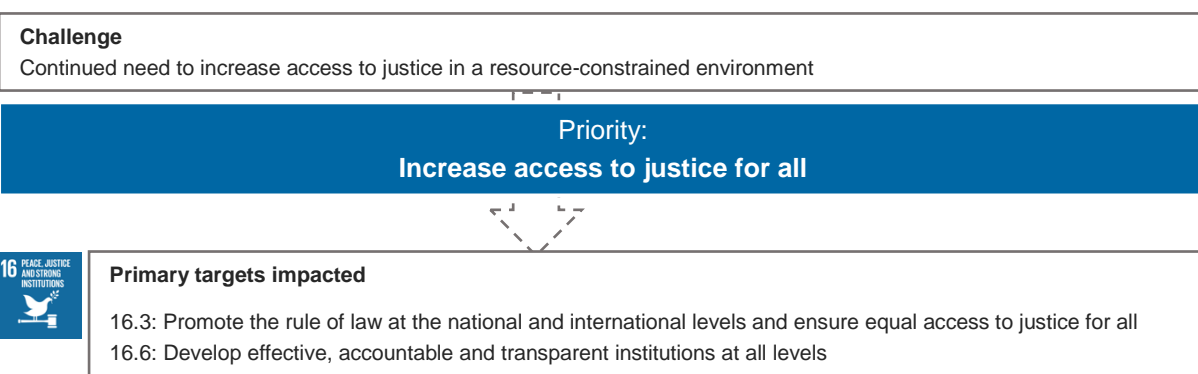 Challenge
Continued need to increase access to justice in a resource-constrained environment
Priority:
Increase access to justice for all
16 PEACE, JUSTICE
AND STRONG
INSTITUTIONS
Primary targets impacted
16.3: Promote the rule of law at the national and international levels and ensure equal access to justice for all
16.6: Develop effective, accountable and transparent institutions at all levels